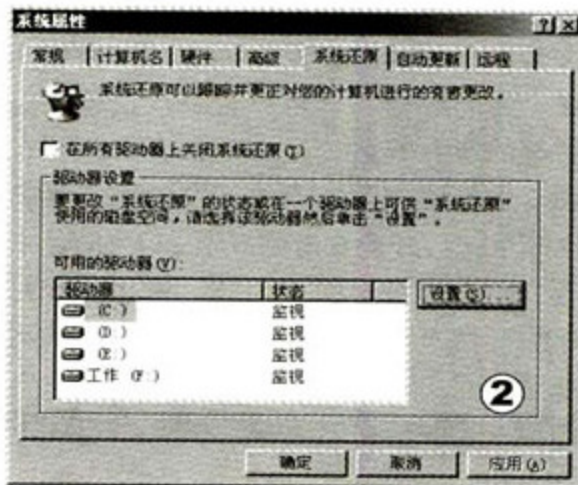 系统属性
? ×
常规 计算机名 硬件 高级 系统还原 自动更新 远程
系统还原可以跟踪并更正对您的计算机进行的有害更改。
在所有驱动器上关闭系统还原(T)
驱动器设置
要更改“系统还原”的状态或在一个驱动器上可供“系统还原”
使用的磁盘空间，请选择该驱动器然后单击“设置”。
可用的驱动器(V):
驱动器 状态
(C:) 监视
(D:) 监视
(E:) 监视
工作 (F:) 监视
设置(S)...
②
确定 取消 应用(A)